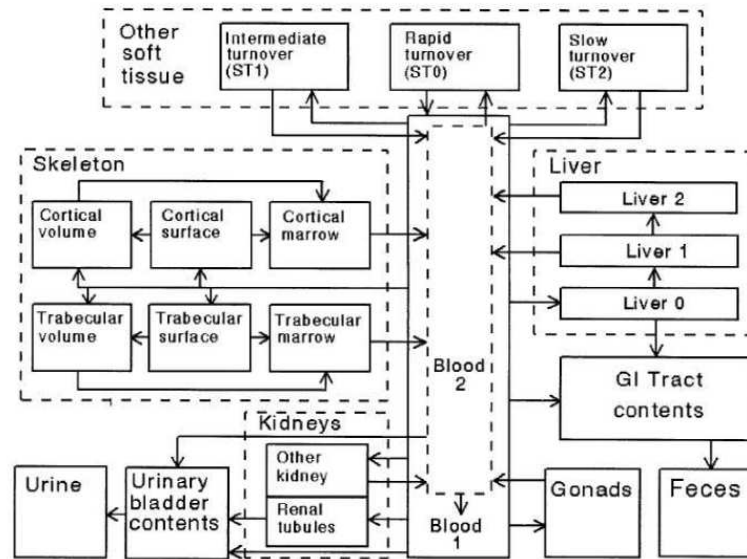 Other
soft
tissue
Intermediate
turnover
(ST1)
Rapid
turnover
(ST0)
Slow
turnover
(ST2)
Skeleton
Cortical
volume
Cortical
surface
Cortical
marrow
Trabecular
volume
Trabecular
surface
Trabecular
marrow
Liver
Liver 2
Liver 1
Liver 0
Blood
2
GI Tract
contents
Kidneys
Other
kidney
Renal
tubules
Urine
Urinary
bladder
contents
Blood
1
Gonads
Feces